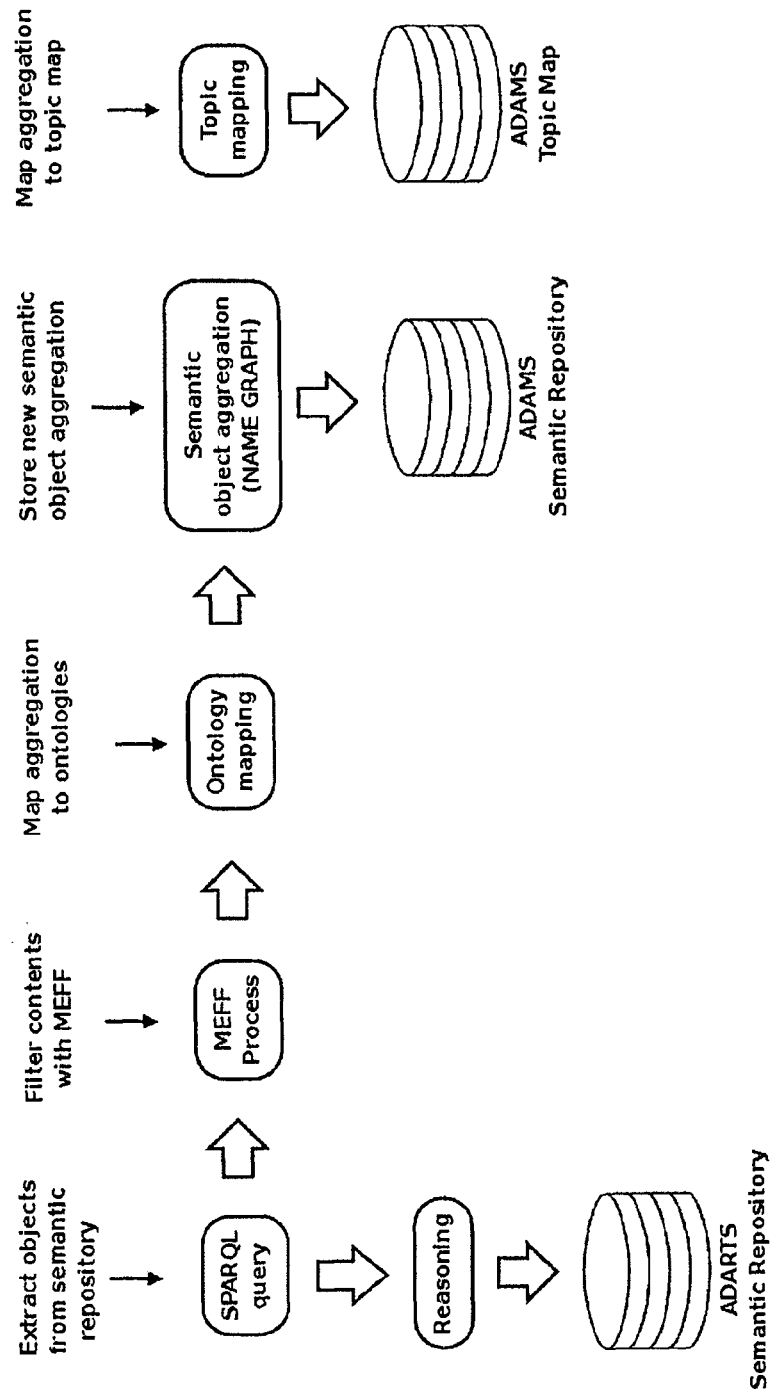 Extract objects
from semantic
repository
SPARQL
query
Reasoning
ADARTS
Semantic Repository
Filter contents
with MEFF
MEFF
Process
Map aggregation
to ontologies
Ontology
mapping
Store new semantic
object aggregation
Semantic
object aggregation
(NAME GRAPH)
ADAMS
Semantic Repository
Map aggregation
to topic map
Topic
mapping
ADAMS
Topic Map